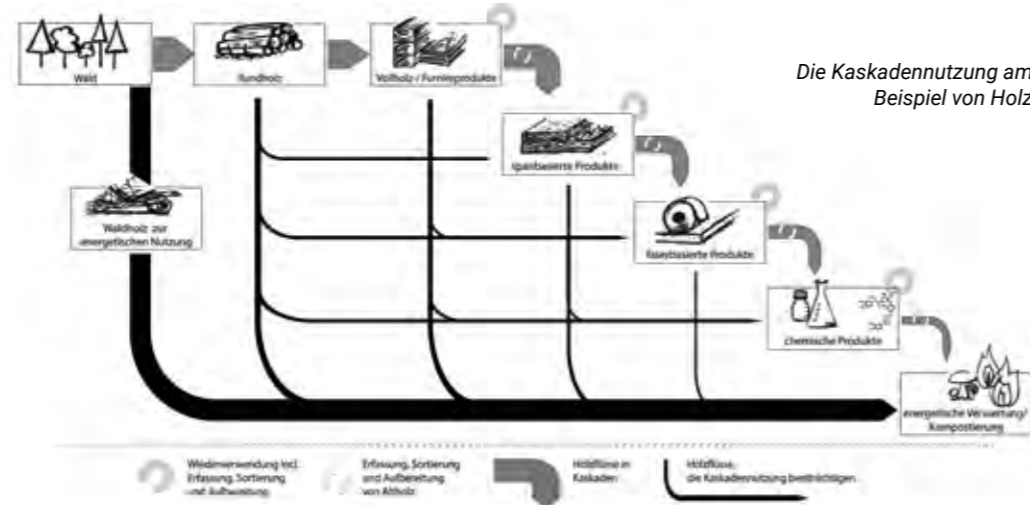 Die Kaskadennutzung am
Beispiel von Holz
Wald
Rundholz
Vollholz-/ Furnierprodukte
spanbasierte Produkte
Waldholz zur
energetischen Nutzung
faserbasierte Produkte
chemische Produkte
energetische Verwertung/
Kompostierung
Wiederverwendung incl.
Erfassung, Sortierung
und Aufbereitung
Erfassung, Sortierung
und Aufbereitung
von Altholz
Holzflüsse in
Kaskaden
Holzflüsse,
die Kaskadennutzung beeinträchtigen